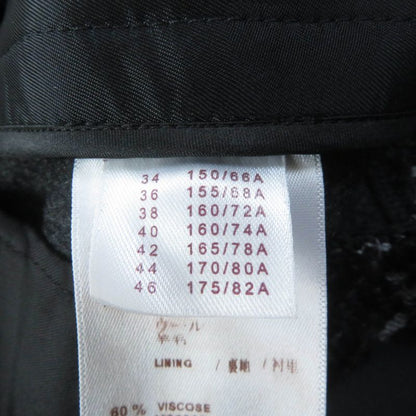 34 150/66A
36 155/68A
38 160/72A
40 160/74A
42 165/78A
44 170/80A
46 175/82A
ウール
羊毛
LINING / 裏地 / 衬里
60 % VISCOSE